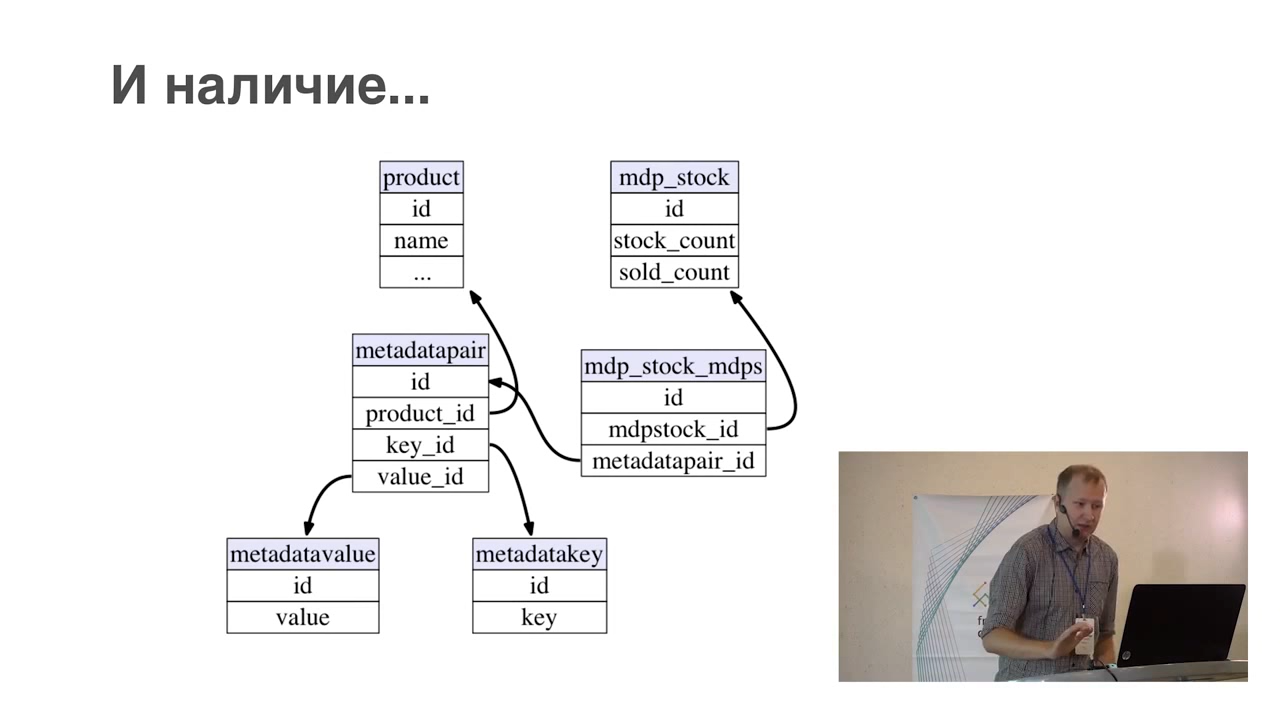 И наличие...
product
id
name
...
mdp_stock
id
stock_count
sold_count
metadatapair
id
product_id
key_id
value_id
mdp_stock_mdps
id
mdpstock_id
metadatapair_id
metadatavalue
id
value
metadatakey
id
key